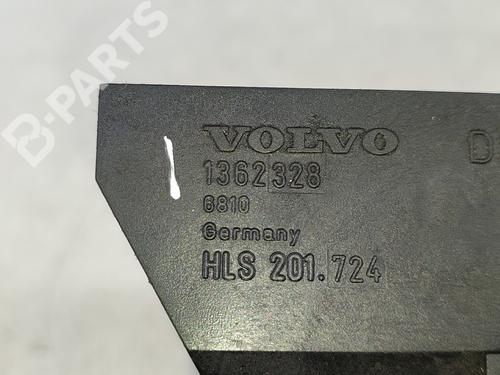 B-PARTS
VOLVO D
1362328
6810
Germany
HLS 201.724